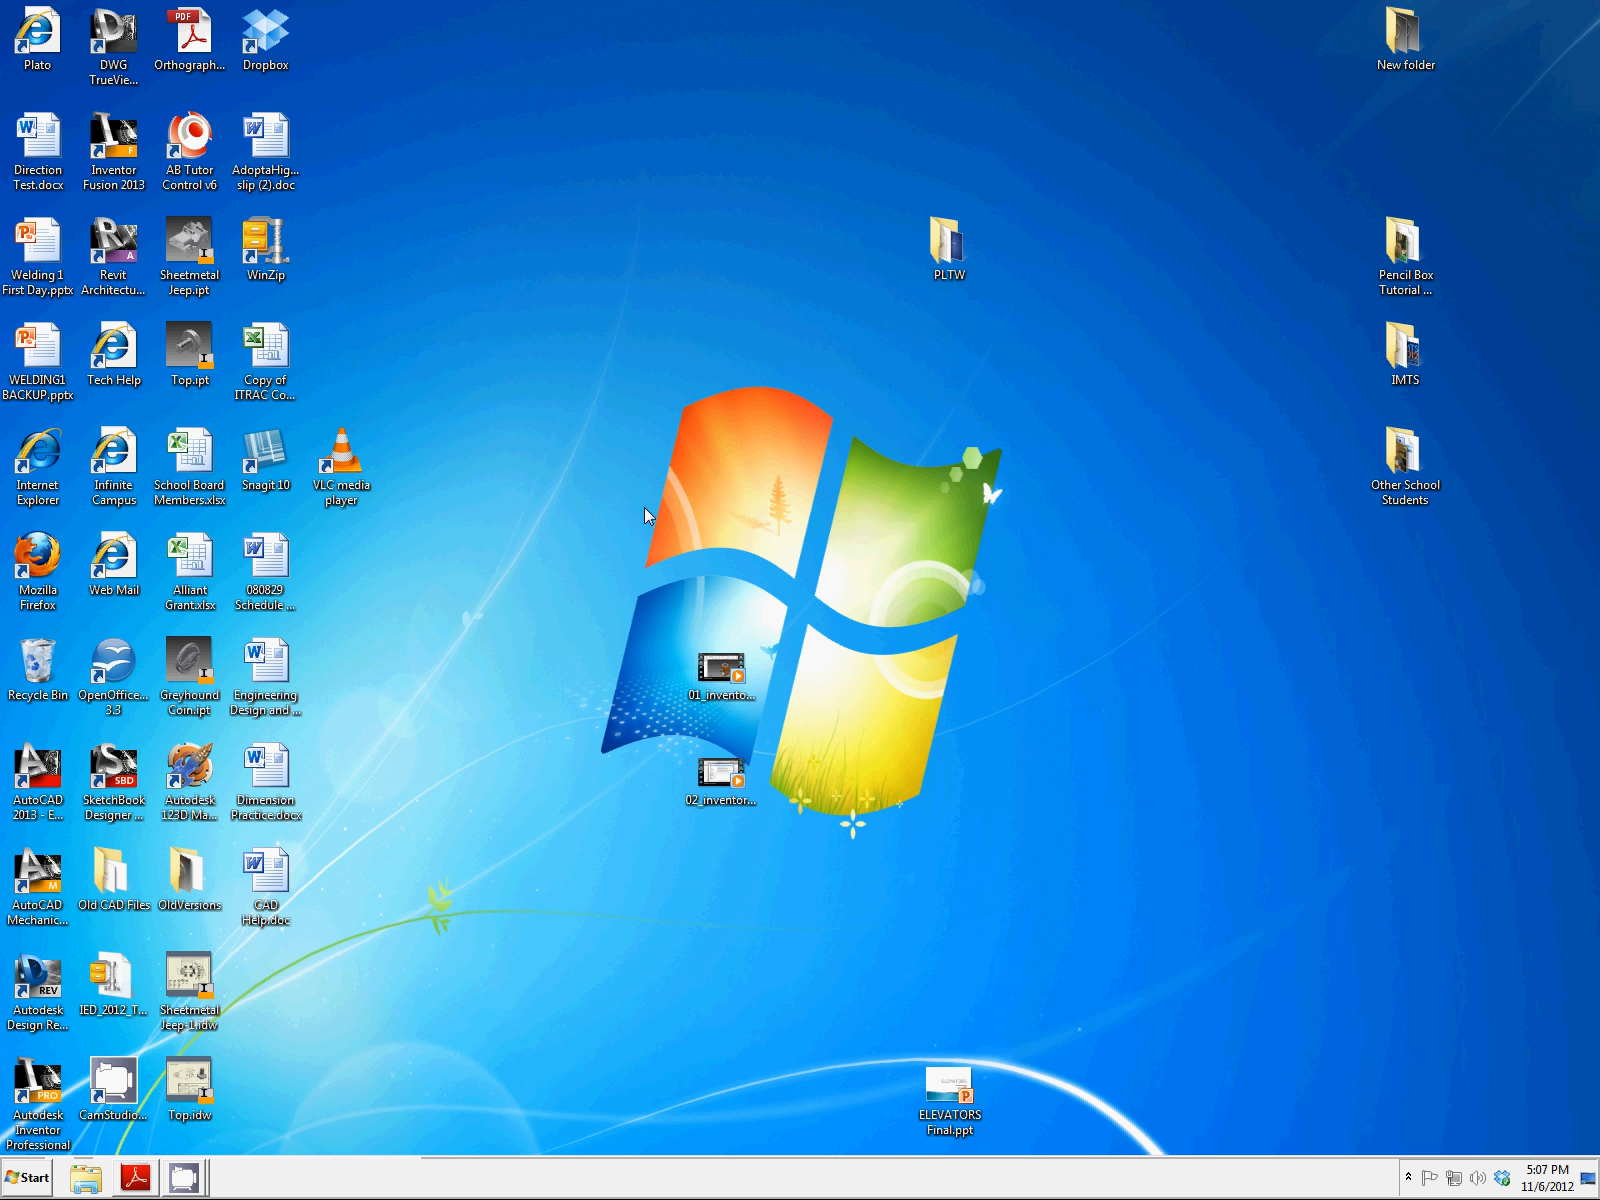 Plato
DWG
TrueVie...
Orthograph...
Dropbox
New folder
Direction
Test.docx
Inventor
Fusion 2013
AB Tutor
Control v6
AdoptaHig...
slip (2).doc
Welding 1
First Day.pptx
Revit
Architectu...
Sheetmetal
Jeep.ipt
WinZip
PLTW
Pencil Box
Tutorial ...
WELDING1
BACKUP.pptx
Tech Help
Top.ipt
Copy of
ITRAC Co...
IMTS
Internet
Explorer
Infinite
Campus
School Board
Members.xlsx
Snagit 10
VLC media
player
Other School
Students
Mozilla
Firefox
Web Mail
Alliant
Grant.xlsx
080829
Schedule ...
Recycle Bin
OpenOffice...
3.3
Greyhound
Coin.ipt
Engineering
Design and ...
01_invento...
AutoCAD
2013 - E...
SketchBook
Designer ...
Autodesk
123D Ma...
Dimension
Practice.docx
02_inventor...
AutoCAD
Mechanic...
Old CAD Files
OldVersions
CAD
Help.doc
Autodesk
Design Re...
IED_2012_T...
Sheetmetal
Jeep-1.idw
Autodesk
Inventor
Professional
CamStudio...
Top.idw
ELEVATORS
Final.ppt
Start
5:07 PM
11/6/2012